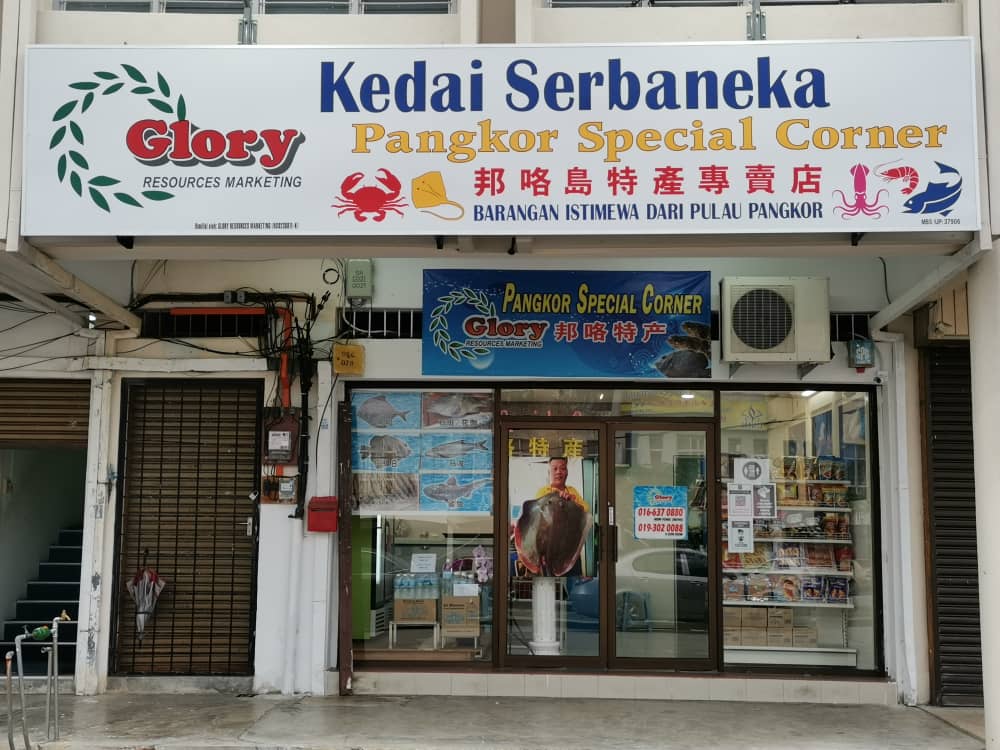 Glory
RESOURCES MARKETING
Kedai Serbaneka
Pangkor Special Corner
邦咯島特產專賣店
BARANGAN ISTIMEWA DARI PULAU PANGKOR
PANGKOR SPECIAL CORNER
Glory 邦咯特产
RESOURCES MARKETING
特産
Glory
016-637 0880
019-302 0088